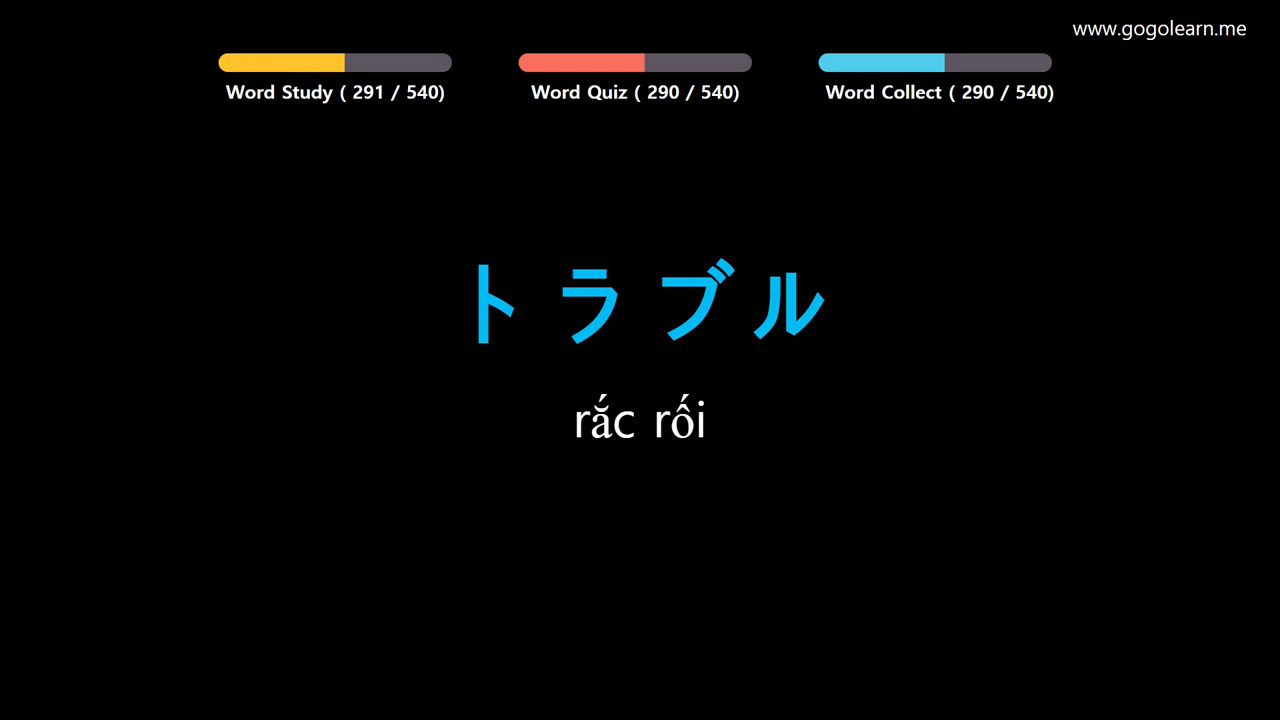 www.gogolearn.me
Word Study ( 291 / 540)
Word Quiz ( 290 / 540)
Word Collect ( 290 / 540)
トラブル
rắc rối